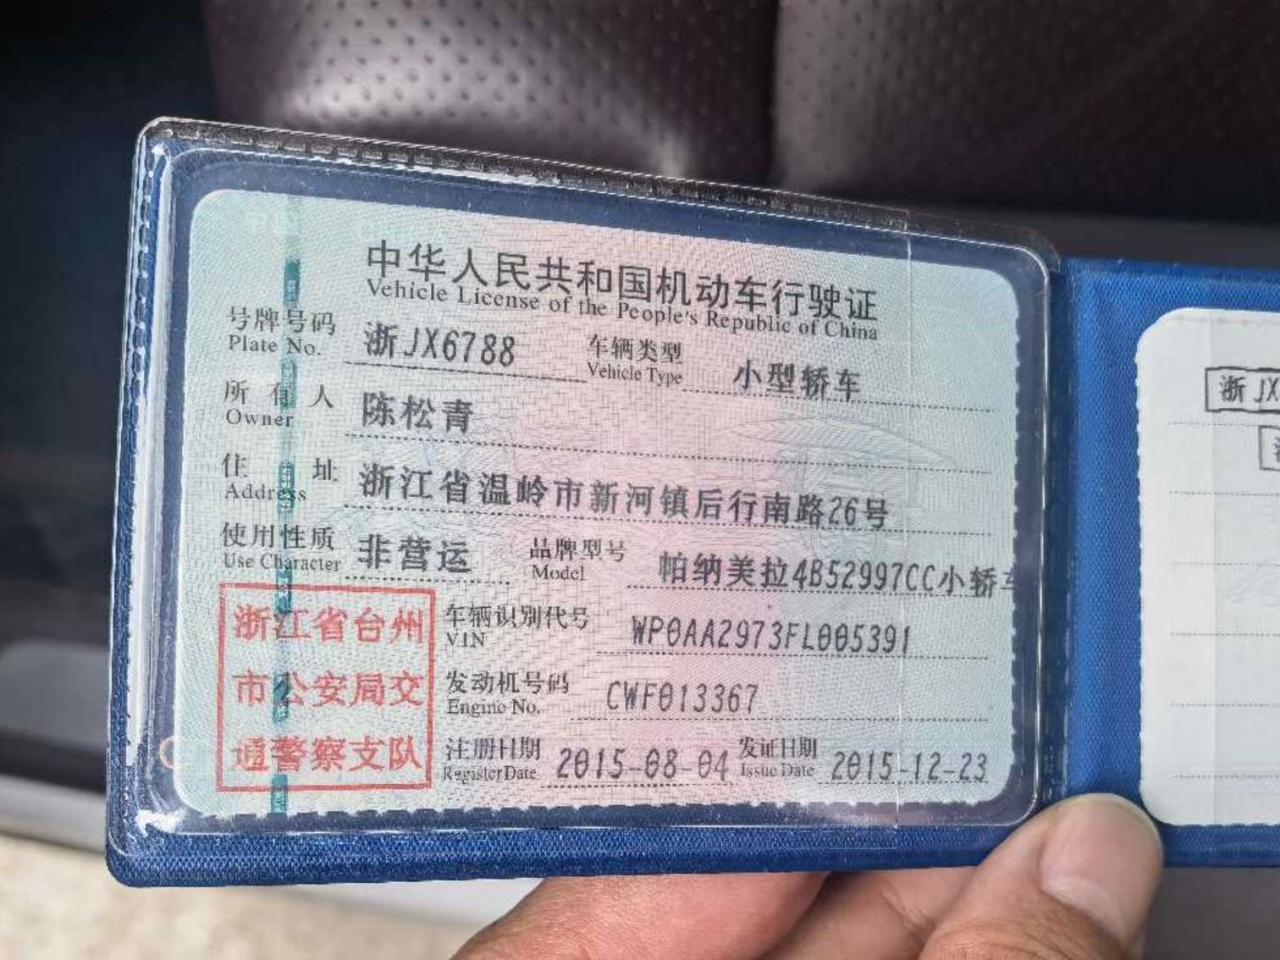 中华人民共和国机动车行驶证
Vehicle License of the People's Republic of China
号牌号码 浙JX6788 车辆类型 小型轿车
Plate No. Vehicle Type
所有人 陈松青
Owner
住址 浙江省温岭市新河镇后行南路26号
Address
使用性质 非营运 品牌型号 帕纳美拉4B52997CC小轿车
Use Character Model
浙江省台州
市公安局交
通警察支队
车辆识别代号 WP0AA2973FL005391
VIN
发动机号码 CWF013367
Engine No.
注册日期 2015-08-04 发证日期 2015-12-23
Register Date Issue Date
浙JX